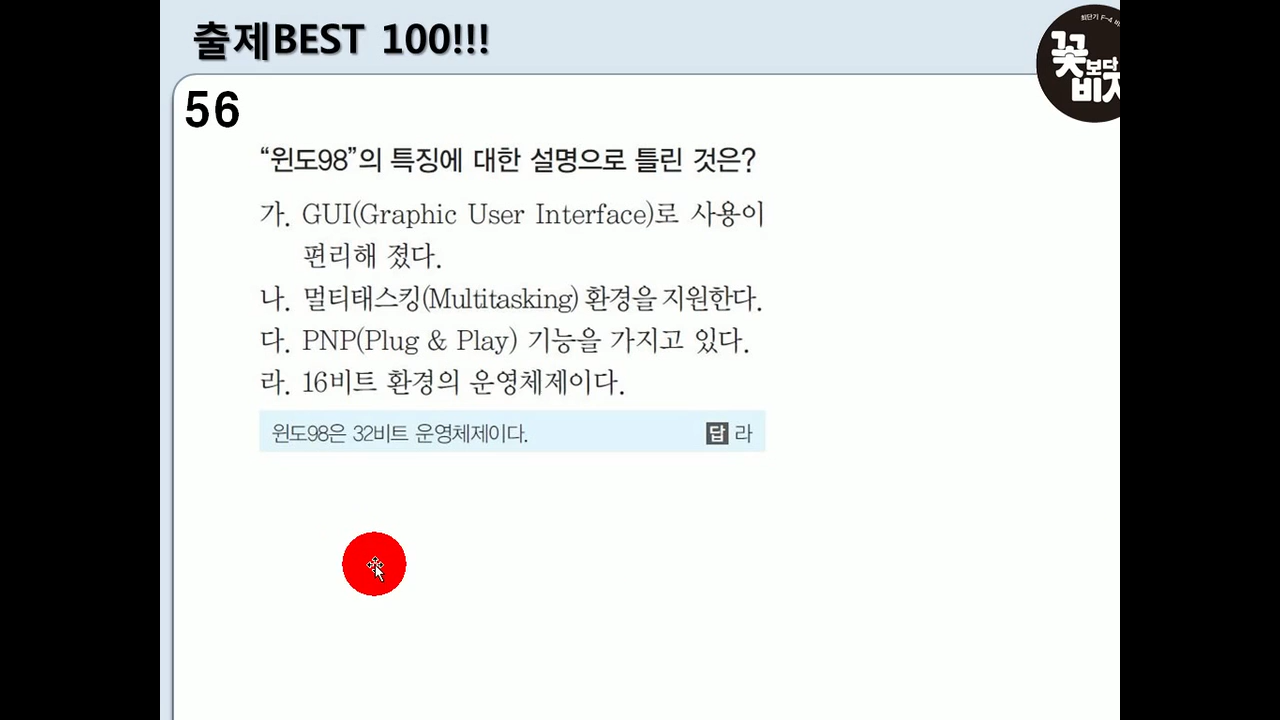 출제BEST 100!!!
최단기 F-4
꽃
보다
비자
56
“윈도98”의 특징에 대한 설명으로 틀린 것은?
가. GUI(Graphic User Interface)로 사용이
편리해 졌다.
나. 멀티태스킹(Multitasking) 환경을 지원한다.
다. PNP(Plug & Play) 기능을 가지고 있다.
라. 16비트 환경의 운영체제이다.
윈도98은 32비트 운영체제이다. 답 라